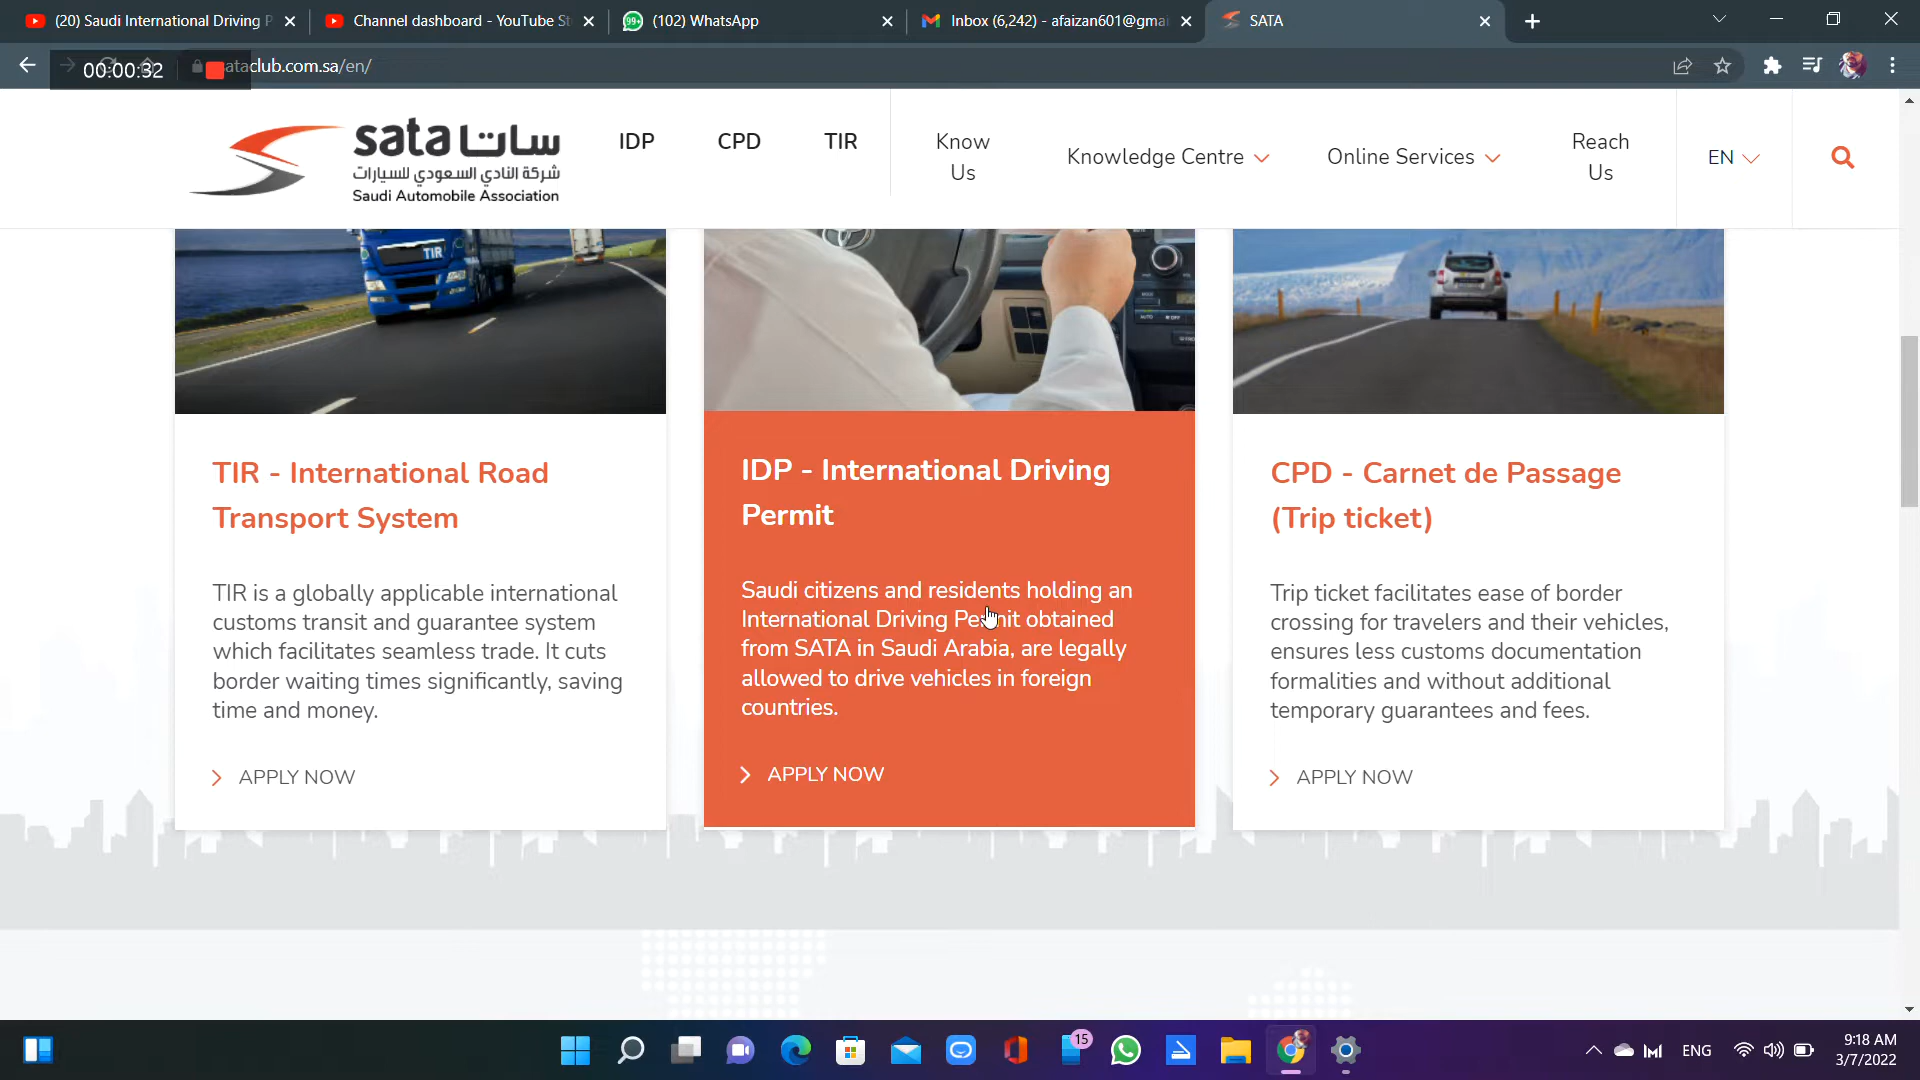 (20) Saudi International Driving P
Channel dashboard - YouTube St
(102) WhatsApp
Inbox (6,242) - afaizan601@gmai
SATA
00:00:32
ataclub.com.sa/en/
sata سאتا
شركة النادي السعودي للسيارات
Saudi Automobile Association
IDP
CPD
TIR
Know
Us
Knowledge Centre
Online Services
Reach
Us
EN
TIR
TIR - International Road
Transport System
TIR is a globally applicable international
customs transit and guarantee system
which facilitates seamless trade. It cuts
border waiting times significantly, saving
time and money.
APPLY NOW
IDP - International Driving
Permit
Saudi citizens and residents holding an
International Driving Permit obtained
from SATA in Saudi Arabia, are legally
allowed to drive vehicles in foreign
countries.
APPLY NOW
CPD - Carnet de Passage
(Trip ticket)
Trip ticket facilitates ease of border
crossing for travelers and their vehicles,
ensures less customs documentation
formalities and without additional
temporary guarantees and fees.
APPLY NOW
15
ENG
9:18 AM
3/7/2022